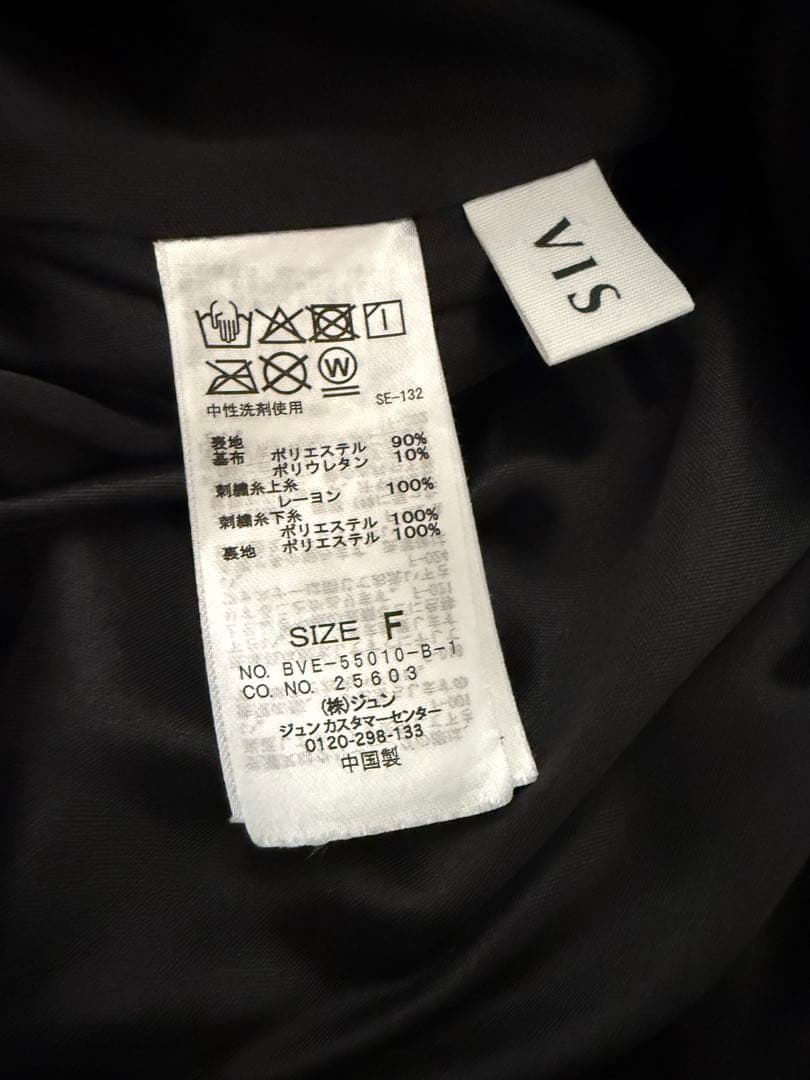 VIS
W
中性洗剤使用 SE-132
表地
基布 ポリエステル 90%
ポリウレタン 10%
刺繍糸上糸
レーヨン 100%
刺繍糸下糸
ポリエステル 100%
裏地 ポリエステル 100%
SIZE F
NO. BVE-55010-B-1
CO. NO. 25603
(株)ジュン
ジュンカスタマーセンター
0120-298-133
中国製